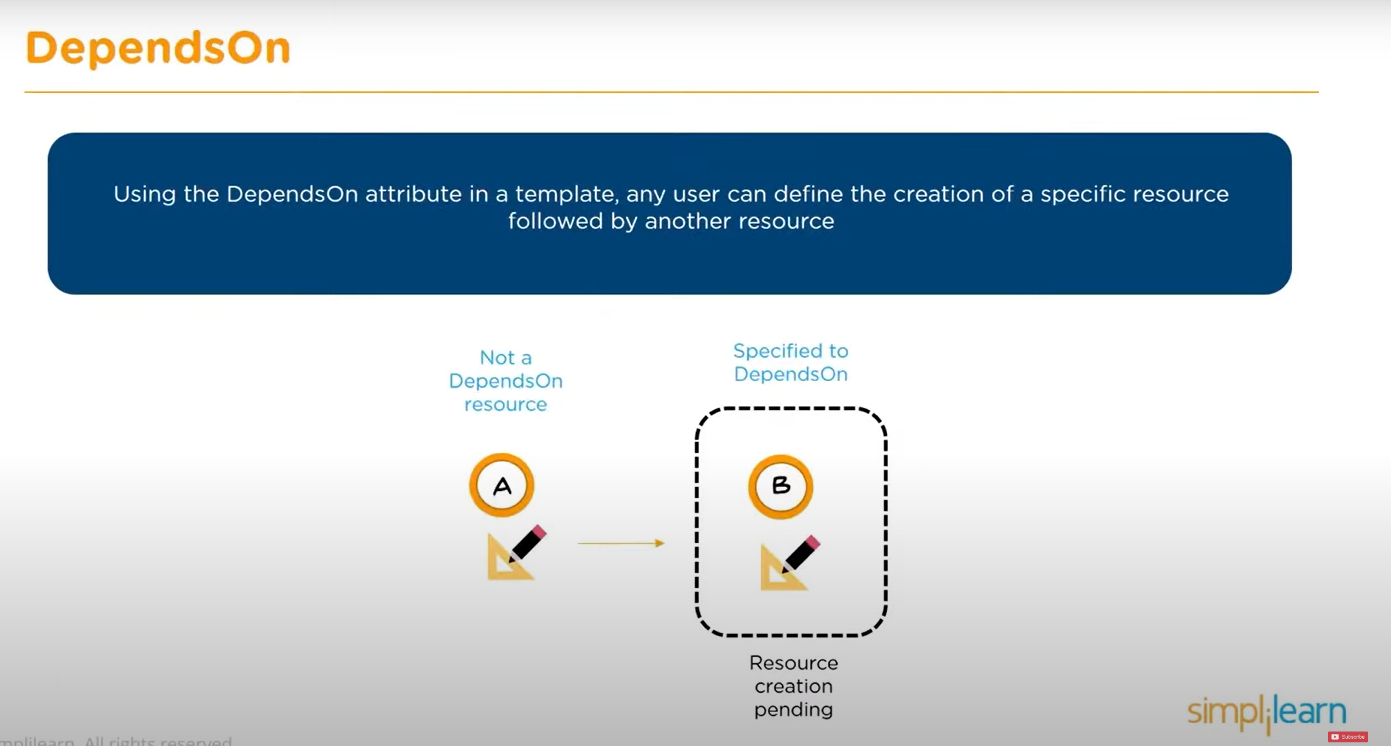 DependsOn
Using the DependsOn attribute in a template, any user can define the creation of a specific resource
followed by another resource
Not a
DependsOn
resource
Specified to
DependsOn
A
B
Resource
creation
pending
simplilearn
Subscribe
mplilearn. All rights reserved.